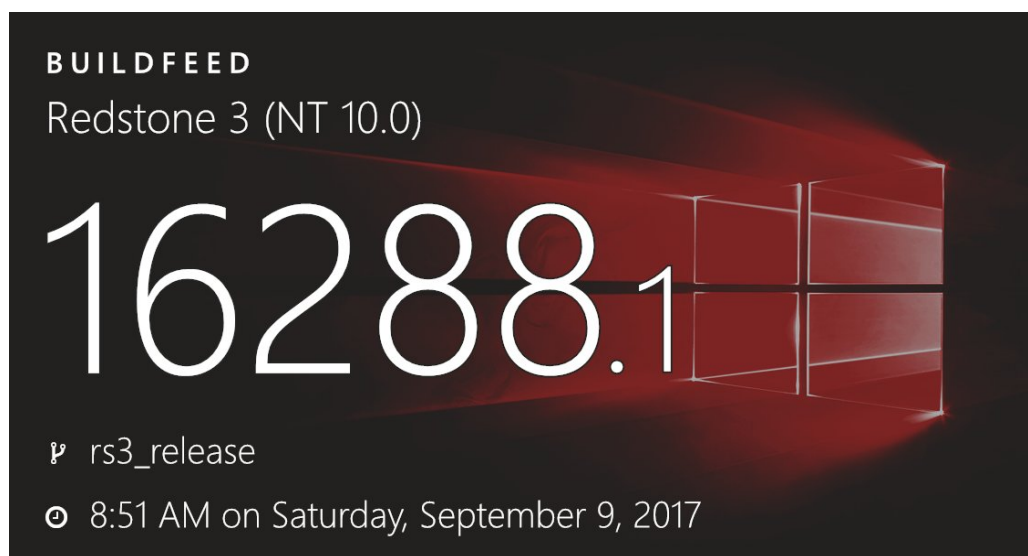 BUILDFEED
Redstone 3 (NT 10.0)
16288.1
rs3_release
8:51 AM on Saturday, September 9, 2017